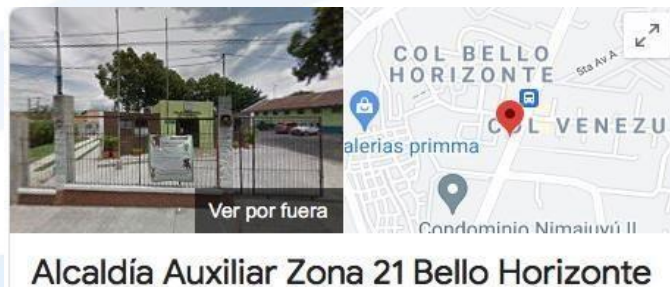 Ver por fuera
COL BELLO
HORIZONTE
Sta Av A
COL VENEZU
alerias primma
Condominio Nimajuyú II
Alcaldía Auxiliar Zona 21 Bello Horizonte